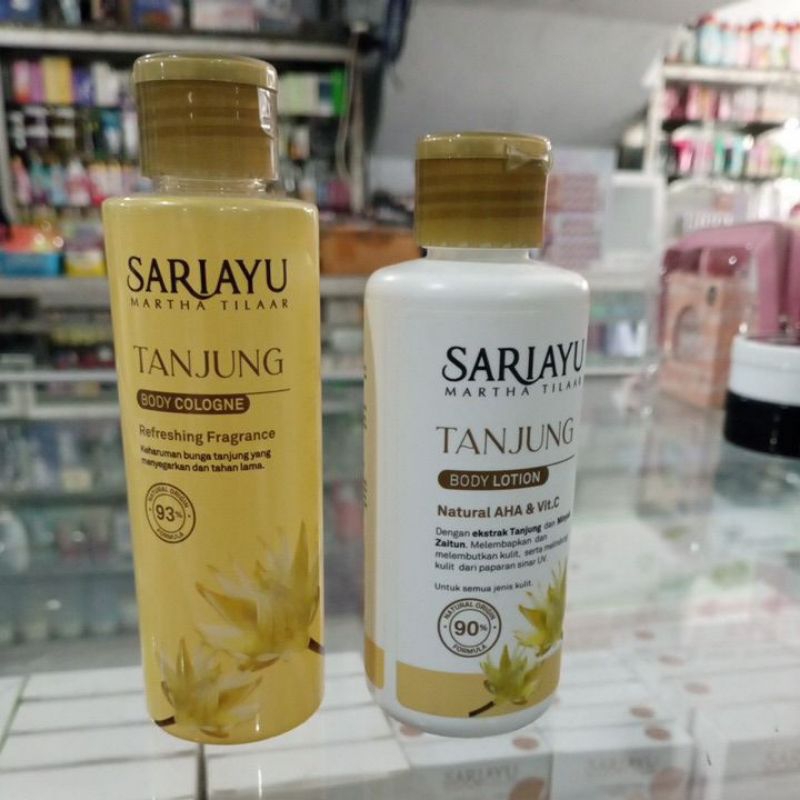 SARIAYU
MARTHA TILAAR
TANJUNG
BODY COLOGNE
Refreshing Fragrance
Keharuman bunga tanjung yang
menyegarkan dan tahan lama.
NATURAL ORIGIN
93%
FORMULA
SARIAYU
MARTHA TILAAR
TANJUNG
BODY LOTION
Natural AHA & Vit.C
Dengan ekstrak Tanjung dan
Zaitun. Melembapkan dan
melembutkan kulit, serta
kulit dari paparan sinar UV.
Untuk semua jenis kulit.
NATURAL ORIGIN
90%
FORMULA
SARIAYU
SARIAYU